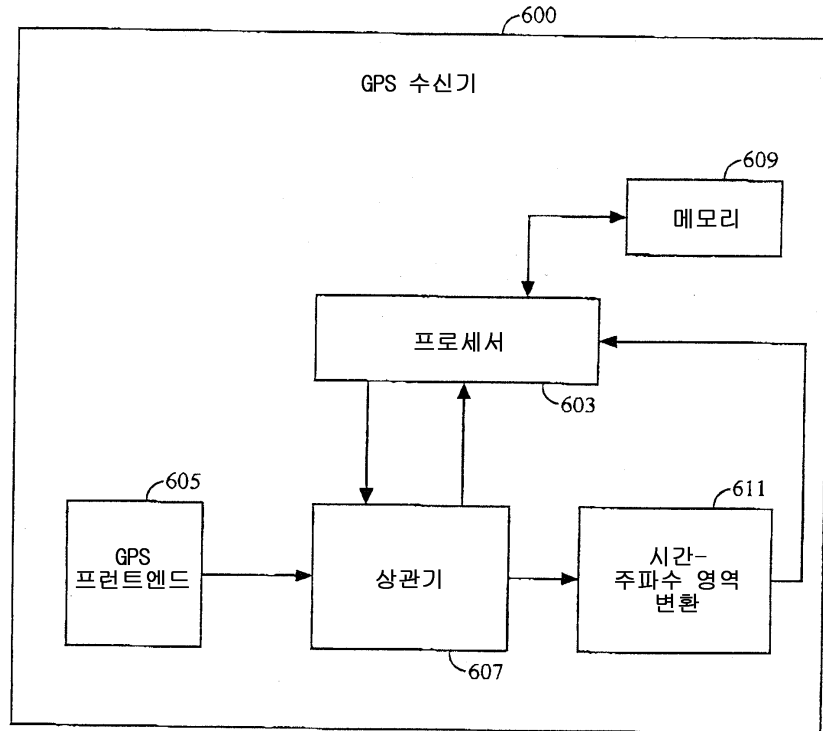 600
GPS 수신기
609
메모리
프로세서
603
605
GPS
프런트엔드
상관기
607
611
시간-
주파수 영역
변환